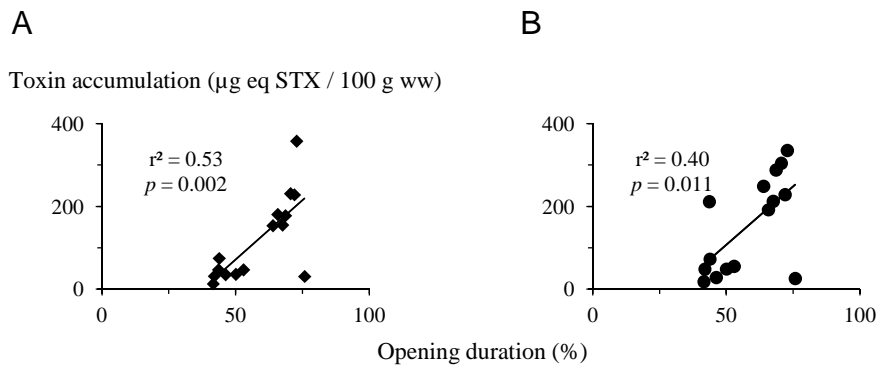 A
B
Toxin accumulation (µg eq STX / 100 g ww)
400
200
0
0
50
100
r² = 0.53
p = 0.002
400
200
0
0
50
100
r² = 0.40
p = 0.011
Opening duration (%)